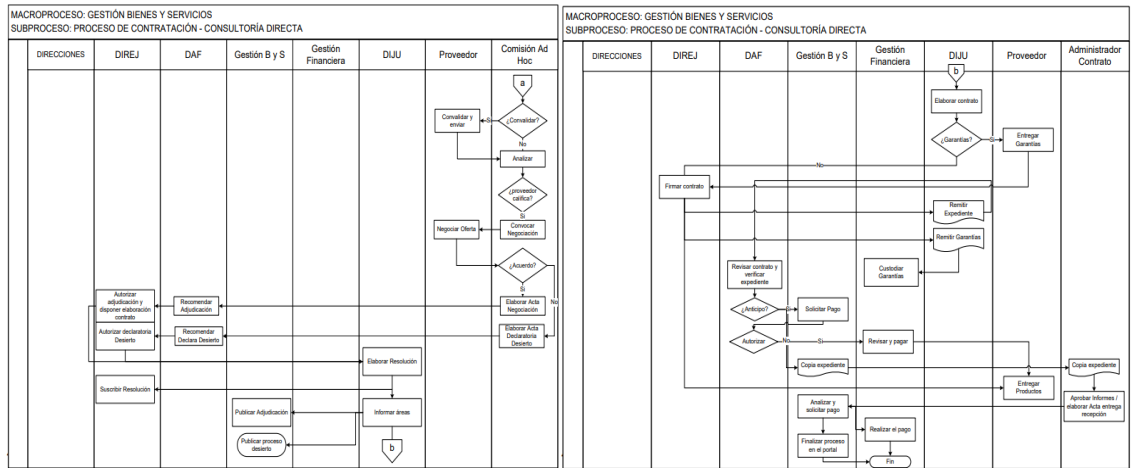 MACROPROCESO: GESTIÓN BIENES Y SERVICIOS
SUBPROCESO: PROCESO DE CONTRATACIÓN - CONSULTORÍA DIRECTA
DIRECCIONES
DIREJ
DAF
Gestión B y S
Gestión
Financiera
DIJU
Proveedor
Comisión Ad
Hoc
a
Convalidar y
enviar
Si
¿Convalidar?
No
Analizar
¿proveedor
califica?
Si
Negociar Oferta
Convocar
Negociación
¿Acuerdo?
Si
No
Autorizar
adjudicación y
disponer elaboración
contrato
Recomendar
Adjudicación
Elaborar Acta
Negociación
Autorizar declaratoria
Desierto
Recomendar
Declara Desierto
Elaborar Acta
Declaratoria
Desierto
Elaborar Resolución
Suscribir Resolución
Publicar Adjudicación
Informar áreas
Publicar proceso
desierto
b
MACROPROCESO: GESTIÓN BIENES Y SERVICIOS
SUBPROCESO: PROCESO DE CONTRATACIÓN - CONSULTORÍA DIRECTA
DIRECCIONES
DIREJ
DAF
Gestión B y S
Gestión
Financiera
DIJU
Proveedor
Administrador
Contrato
b
Elaborar contrato
¿Garantías?
Si
Entregar
Garantías
No
Firmar contrato
Remitir
Expediente
Remitir Garantías
Revisar contrato y
verificar
expediente
Custodiar
Garantías
¿Anticipo?
Si
Solicitar Pago
Autorizar
No
Si
Revisar y pagar
Copia expediente
Copia expediente
Entregar
Productos
Analizar y
solicitar pago
Aprobar Informes /
elaborar Acta entrega
recepción
Realizar el pago
Finalizar proceso
en el portal
Fin